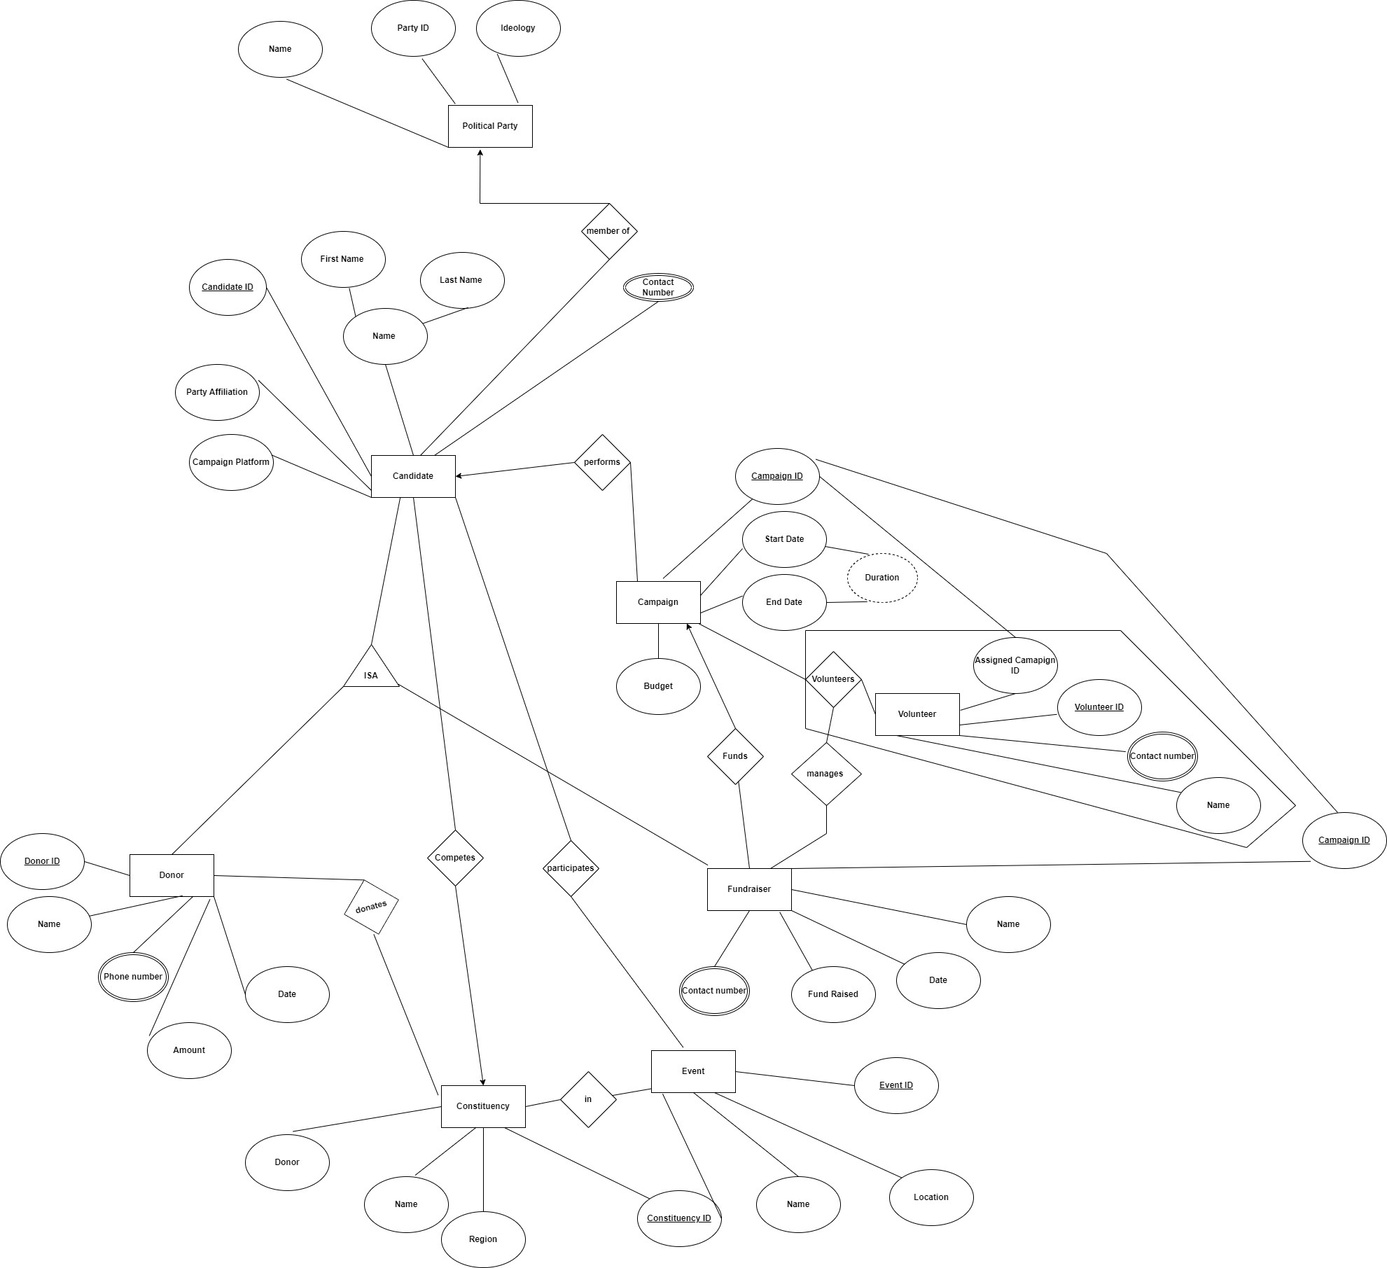 Party ID
Ideology
Name
Political Party
member of
First Name
Last Name
Candidate ID
Contact
Number
Name
Party Affiliation
Campaign Platform
Candidate
performs
Campaign ID
Start Date
Duration
Campaign
End Date
Assigned Camapign
ID
ISA
Volunteers
Budget
Volunteer
Volunteer ID
Funds
manages
Contact number
Name
Campaign ID
Donor ID
Donor
Competes
participates
Fundraiser
donates
Name
Name
Phone number
Date
Contact number
Fund Raised
Date
Amount
Event
Event ID
Constituency
in
Donor
Name
Constituency ID
Name
Location
Region